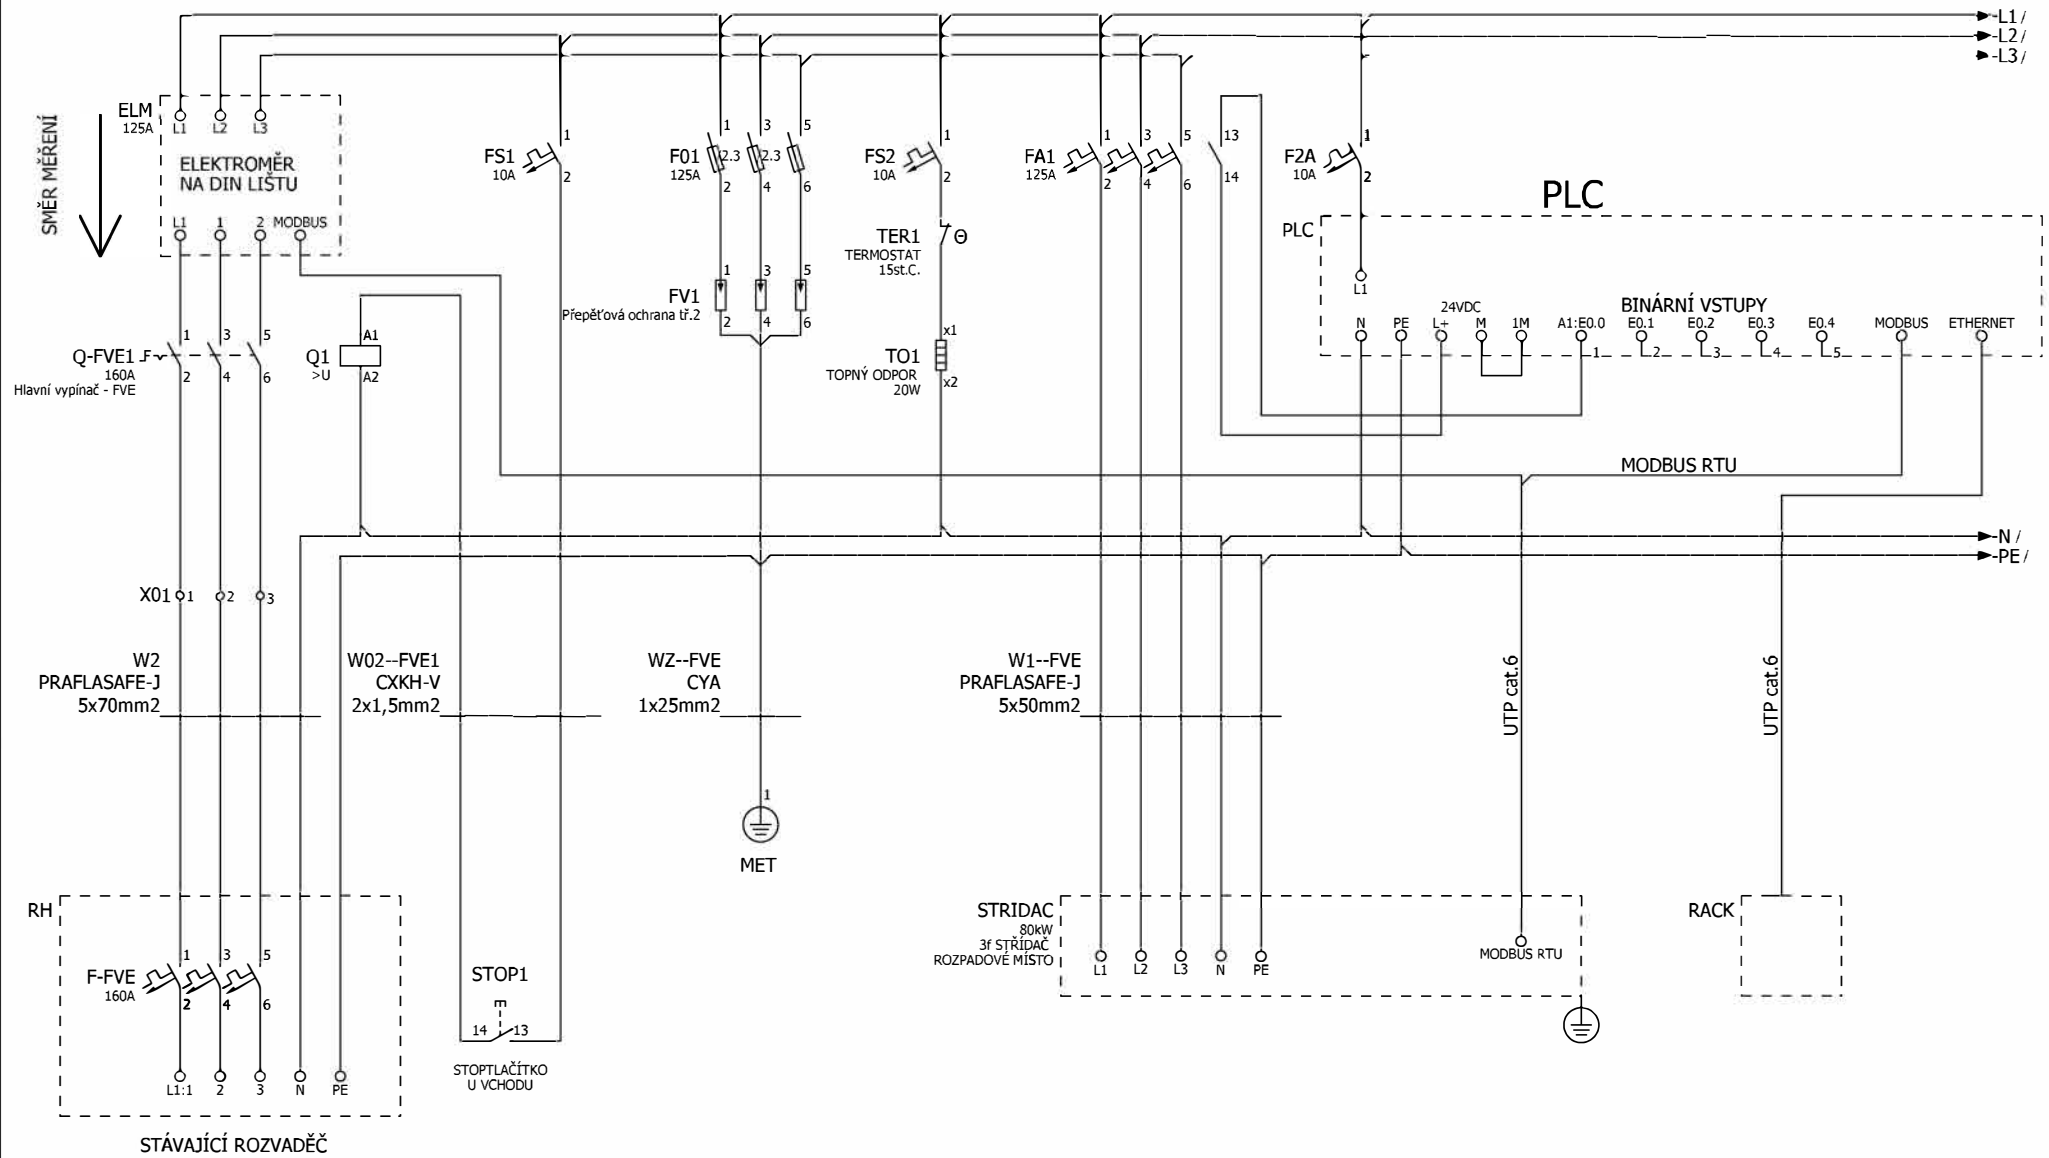 -L1 /
-L2 /
-L3 /
SMĚR MĚŘENÍ
ELM
125A
L1 L2 L3
ELEKTROMĚR
NA DIN LIŠTU
L1 1 2 MODBUS
FS1
10A
1
2
F01
125A
1 3 5
2.3 2.3
2 4 6
FS2
10A
1
2
FA1
125A
1 3 5
2 4 6
13
14
F2A
10A
1
2
PLC
PLC
L1
24VDC
BINÁRNÍ VSTUPY
N PE L+ M 1M A1:E0.0 E0.1 E0.2 E0.3 E0.4 MODBUS ETHERNET
1 2 3 4 5
TER1
TERMOSTAT
15st.C.
Θ
FV1
Přepěťová ochrana tř.2
1 3 5
2 4 6
Q-FVE1
160A
Hlavní vypínač - FVE
1 3 5
2 4 6
Q1
>U
A1
A2
TO1
TOPNÝ ODPOR
20W
x1
x2
MODBUS RTU
-N /
-PE /
X01 1 2 3
W2
PRAFLASAFE-J
5x70mm2
W02--FVE1
CXKH-V
2x1,5mm2
WZ--FVE
CYA
1x25mm2
W1--FVE
PRAFLASAFE-J
5x50mm2
UTP cat.6
UTP cat.6
1
MET
RH
F-FVE
160A
1 3 5
2 4 6
L1:1 2 3 N PE
STÁVAJÍCÍ ROZVADĚČ
STOP1
14 13
STOPTLAČÍTKO
U VCHODU
STRIDAC
80kW
3f STŘÍDAČ
ROZPADOVÉ MÍSTO
L1 L2 L3 N PE
MODBUS RTU
RACK